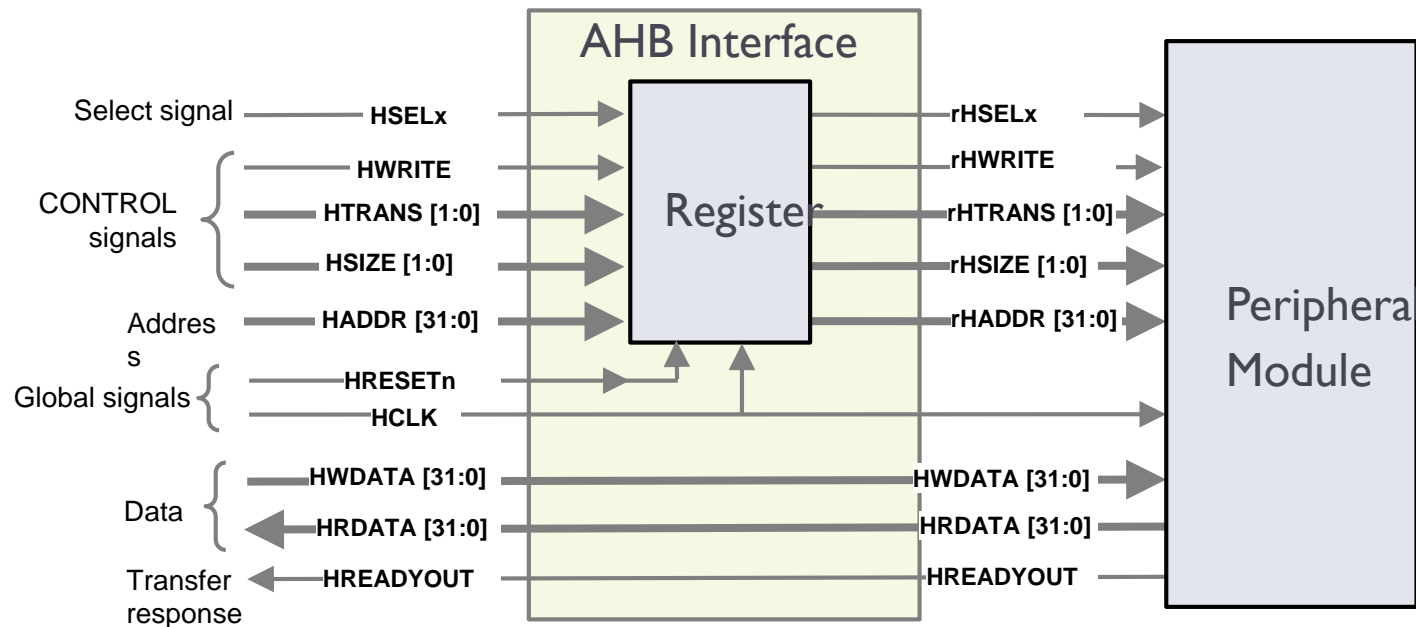 AHB Interface
Select signal
HSELx
rHSELx
HWRITE
rHWRITE
CONTROL
signals
HTRANS [1:0]
Register
rHTRANS [1:0]
HSIZE [1:0]
rHSIZE [1:0]
Addres
s
HADDR [31:0]
rHADDR [31:0]
Peripheral
Module
Global signals
HRESETn
HCLK
Data
HWDATA [31:0]
HWDATA [31:0]
HRDATA [31:0]
HRDATA [31:0]
Transfer
response
HREADYOUT
HREADYOUT